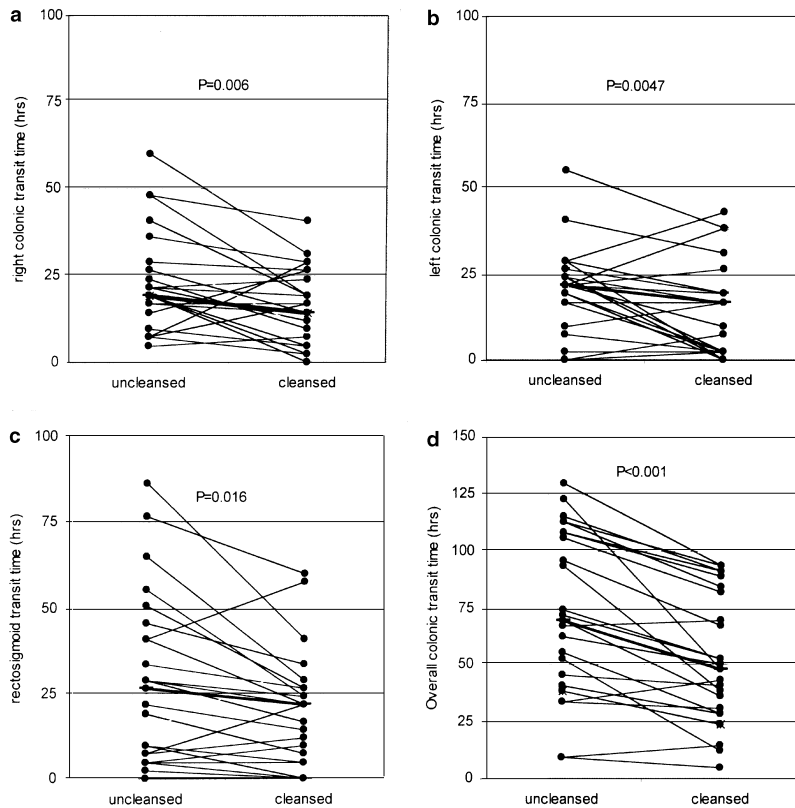 a
100
75
50
25
0
right colonic transit time (hrs)
P=0.006
uncleansed cleansed
b
100
75
50
25
0
left colonic transit time (hrs)
P=0.0047
uncleansed cleansed
c
100
75
50
25
0
rectosigmoid transit time (hrs)
P=0.016
uncleansed cleansed
d
150
125
100
75
50
25
0
Overall colonic transit time (hrs)
P<0.001
uncleansed cleansed